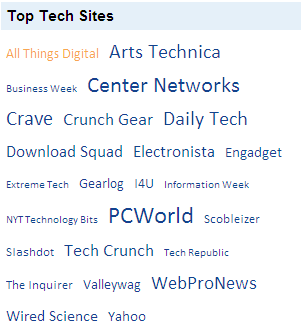 Top Tech Sites
All Things Digital Arts Technica
Business Week Center Networks
Crave Crunch Gear Daily Tech
Download Squad Electronista Engadget
Extreme Tech Gearlog I4U Information Week
NYT Technology Bits PCWorld Scobleizer
Slashdot Tech Crunch Tech Republic
The Inquirer Valleywag WebProNews
Wired Science Yahoo